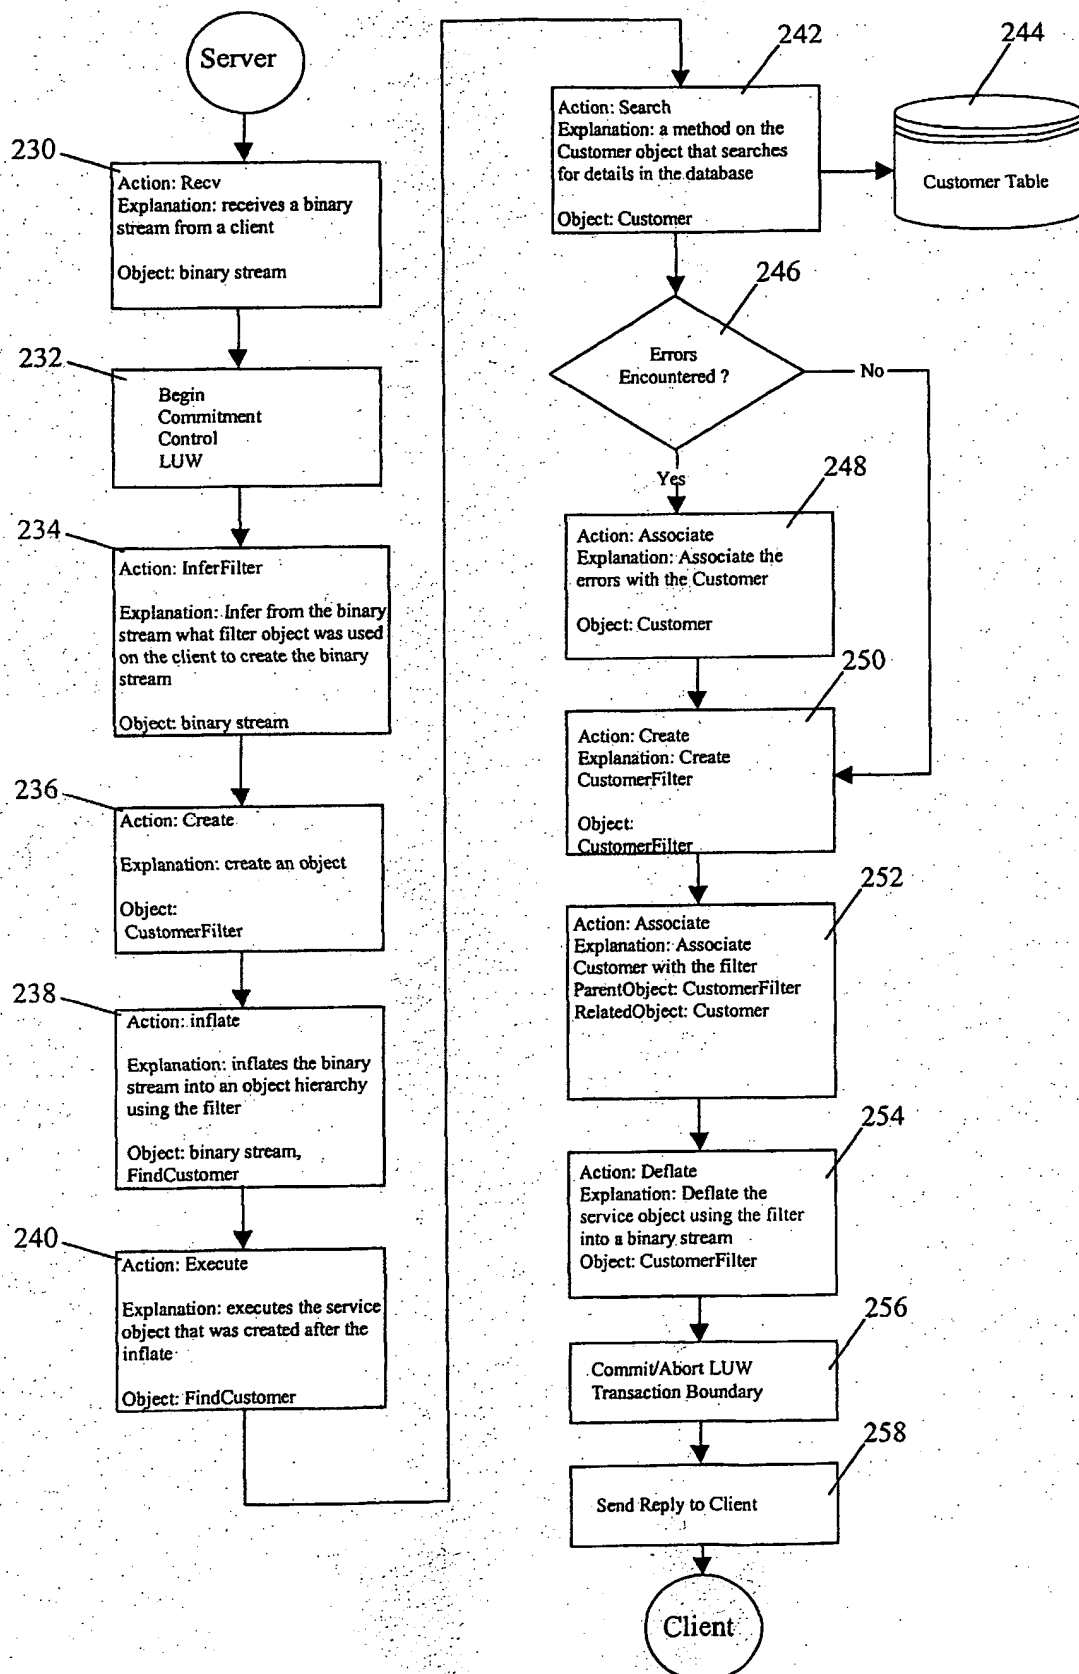 Server
230
Action: Recv
Explanation: receives a binary
stream from a client
Object: binary stream
232
Begin
Commitment
Control
LUW
234
Action: InferFilter
Explanation: Infer from the binary
stream what filter object was used
on the client to create the binary
stream
Object: binary stream
236
Action: Create
Explanation: create an object
Object:
CustomerFilter
238
Action: inflate
Explanation: inflates the binary
stream into an object hierarchy
using the filter
Object: binary stream,
FindCustomer
240
Action: Execute
Explanation: executes the service
object that was created after the
inflate
Object: FindCustomer
242
Action: Search
Explanation: a method on the
Customer object that searches
for details in the database
Object: Customer
244
Customer Table
246
Errors
Encountered ?
No
Yes
248
Action: Associate
Explanation: Associate the
errors with the Customer
Object: Customer
250
Action: Create
Explanation: Create
CustomerFilter
Object:
CustomerFilter
252
Action: Associate
Explanation: Associate
Customer with the filter
ParentObject: CustomerFilter
RelatedObject: Customer
254
Action: Deflate
Explanation: Deflate the
service object using the filter
into a binary stream
Object: CustomerFilter
256
Commit/Abort LUW
Transaction Boundary
258
Send Reply to Client
Client